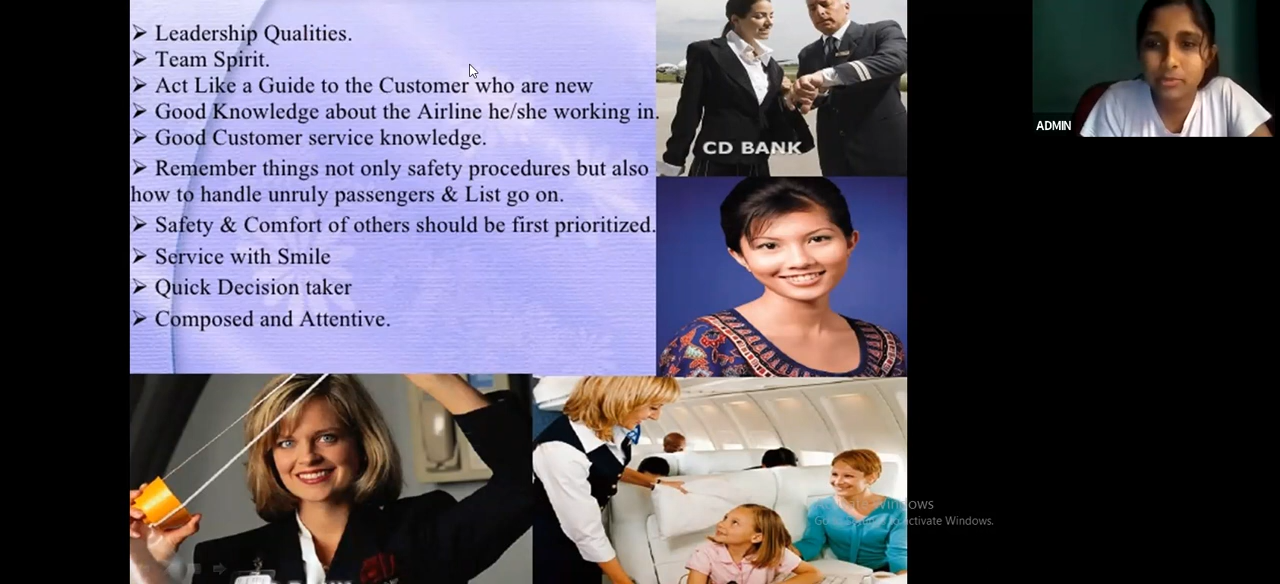 ➢ Leadership Qualities.
➢ Team Spirit.
➢ Act Like a Guide to the Customer who are new
➢ Good Knowledge about the Airline he/she working in.
➢ Good Customer service knowledge.
➢ Remember things not only safety procedures but also
how to handle unruly passengers & List go on.
➢ Safety & Comfort of others should be first prioritized.
➢ Service with Smile
➢ Quick Decision taker
➢ Composed and Attentive.
CD BANK
ADMIN
Windows
to activate Windows.